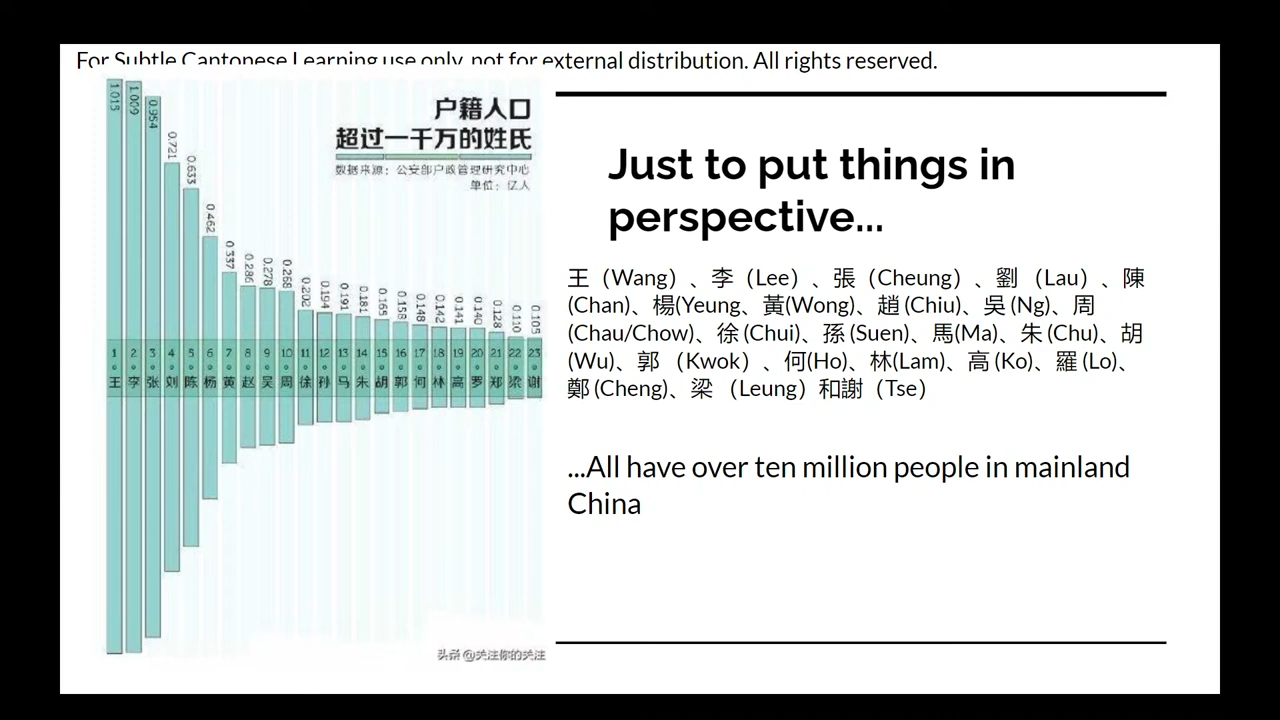 For Subtle Cantonese Learning use only, not for external distribution. All rights reserved.
户籍人口
超过一千万的姓氏
数据来源：公安部户政管理研究中心
单位：亿人
1.015 1.009 0.954 0.721 0.633 0.462 0.337 0.286 0.278 0.268 0.202 0.194 0.191 0.181 0.165 0.158 0.148 0.142 0.141 0.140 0.128 0.110 0.105
1 2 3 4 5 6 7 8 9 10 11 12 13 14 15 16 17 18 19 20 21 22 23
王 李 张 刘 陈 杨 黄 赵 吴 周 徐 孙 马 朱 胡 郭 何 林 高 罗 郑 梁 谢
头条 @关注你的关注
Just to put things in
perspective...
王（Wang）、李（Lee）、張（Cheung）、劉 （Lau）、陳
(Chan)、楊(Yeung、黃(Wong)、趙 (Chiu)、吳 (Ng)、周
(Chau/Chow)、徐 (Chui)、孫 (Suen)、馬(Ma)、朱 (Chu)、胡
(Wu)、郭 （Kwok）、何(Ho)、林(Lam)、高 (Ko)、羅 (Lo)、
鄭 (Cheng)、梁 （Leung）和謝（Tse）
...All have over ten million people in mainland
China